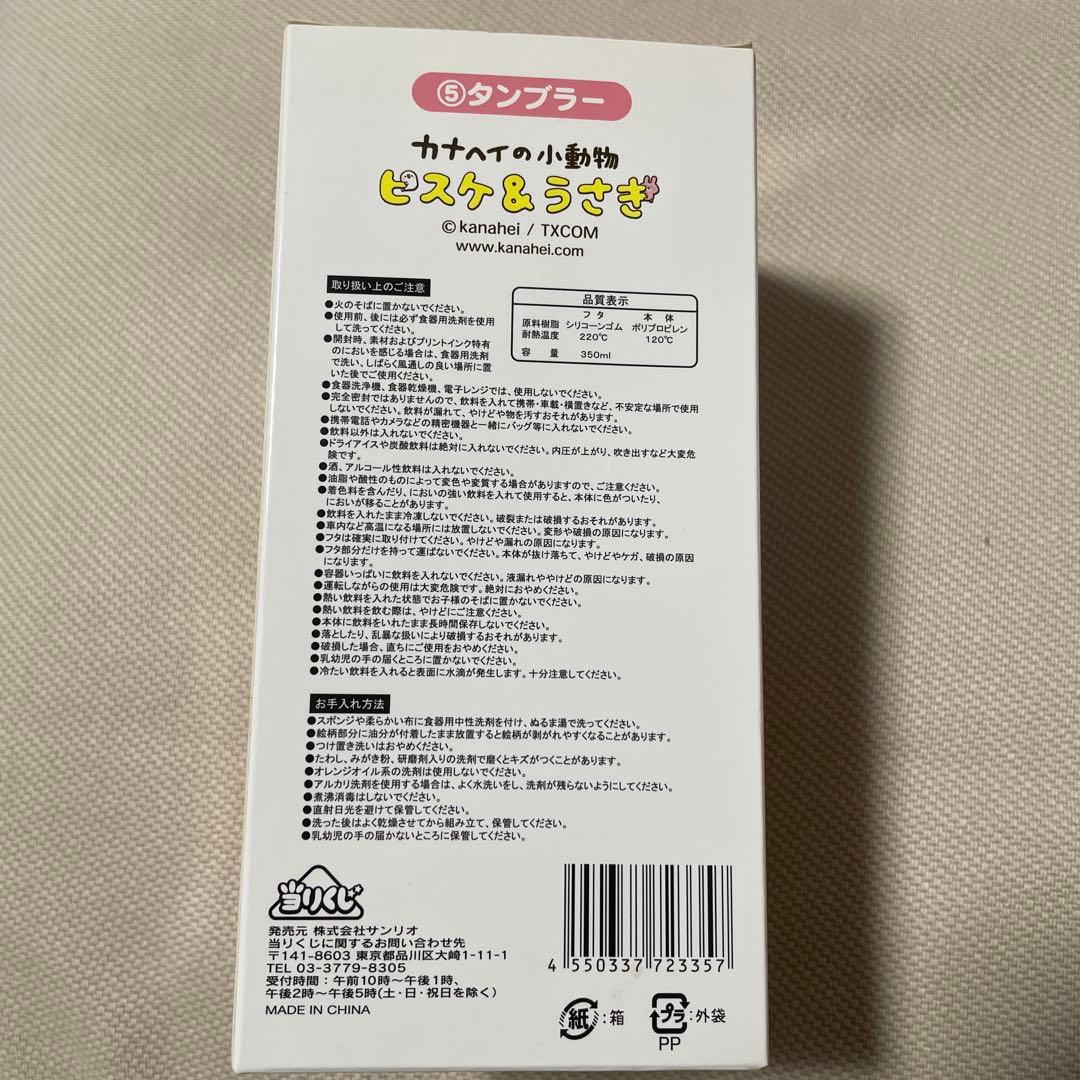 ⑤タンブラー
カナヘイの小動物
ピスケ&うさぎ
©kanahei / TXCOM
www.kanahei.com
取り扱い上のご注意
●火のそばに置かないでください。
●使用前、後には必ず食器用洗剤を使用
して洗ってください。
●開封時、素材およびプリントインク特有
のにおいを感じる場合は、食器用洗剤
で洗い、しばらく風通しの良い場所に置
いた後でご使用ください。
品質表示
フタ 本体
原料樹脂 シリコーンゴム ポリプロピレン
耐熱温度 220℃ 120℃
容量 350ml
●食器洗浄機、食器乾燥機、電子レンジでは、使用しないでください。
●完全密封ではありませんので、飲料を入れて携帯・車載・横置きなど、不安定な場所で使用
しないでください。飲料が漏れて、やけどや物を汚すおそれがあります。
●携帯電話やカメラなどの精密機器と一緒にバッグ等に入れないでください。
●飲料以外は入れないでください。
●ドライアイスや炭酸飲料は絶対に入れないでください。内圧が上がり、吹き出すなど大変危
険です。
●酒、アルコール性飲料は入れないでください。
●油脂や酸性のものによって変色や変質する場合がありますので、ご注意ください。
●着色料を含んだり、においの強い飲料を入れて使用すると、本体に色がついたり、
においが移ることがあります。
●飲料を入れたまま冷凍しないでください。破裂または破損するおそれがあります。
●車内など高温になる場所には放置しないでください。変形や破損の原因になります。
●フタは確実に取り付けてください。やけどや漏れの原因になります。
●フタ部分だけを持って運ばないでください。本体が抜け落ちて、やけどやケガ、破損の原因
になります。
●容器いっぱいに飲料を入れないでください。液漏れややけどの原因になります。
●運転しながらの使用は大変危険です。絶対におやめください。
●熱い飲料を入れた状態でお子様のそばに置かないでください。
●熱い飲料を飲む際は、やけどにご注意ください。
●本体に飲料をいれたまま長時間保存しないでください。
●落としたり、乱暴な扱いにより破損するおそれがあります。
●破損した場合、直ちにご使用をおやめください。
●乳幼児の手の届くところに置かないでください。
●冷たい飲料を入れると表面に水滴が発生します。十分注意してください。
お手入れ方法
●スポンジや柔らかい布に食器用中性洗剤を付け、ぬるま湯で洗ってください。
●絵柄部分に油分が付着したまま放置すると絵柄が剥がれやすくなることがあります。
●つけ置き洗いはおやめください。
●たわし、みがき粉、研磨剤入りの洗剤で磨くとキズがつくことがあります。
●オレンジオイル系の洗剤は使用しないでください。
●アルカリ洗剤を使用する場合は、よく水洗いをし、洗剤が残らないようにしてください。
●煮沸消毒はしないでください。
●直射日光を避けて保管してください。
●洗った後はよく乾燥させてから組み立て、保管してください。
●乳幼児の手の届かないところに保管してください。
当りくじ
発売元 株式会社サンリオ
当りくじに関するお問い合わせ先
〒141-8603 東京都品川区大崎1-11-1
TEL 03-3779-8305
受付時間:午前10時〜午後1時、
午後2時〜午後5時(土・日・祝日を除く)
MADE IN CHINA
4 550337 723357
紙:箱
プラ:外袋
PP